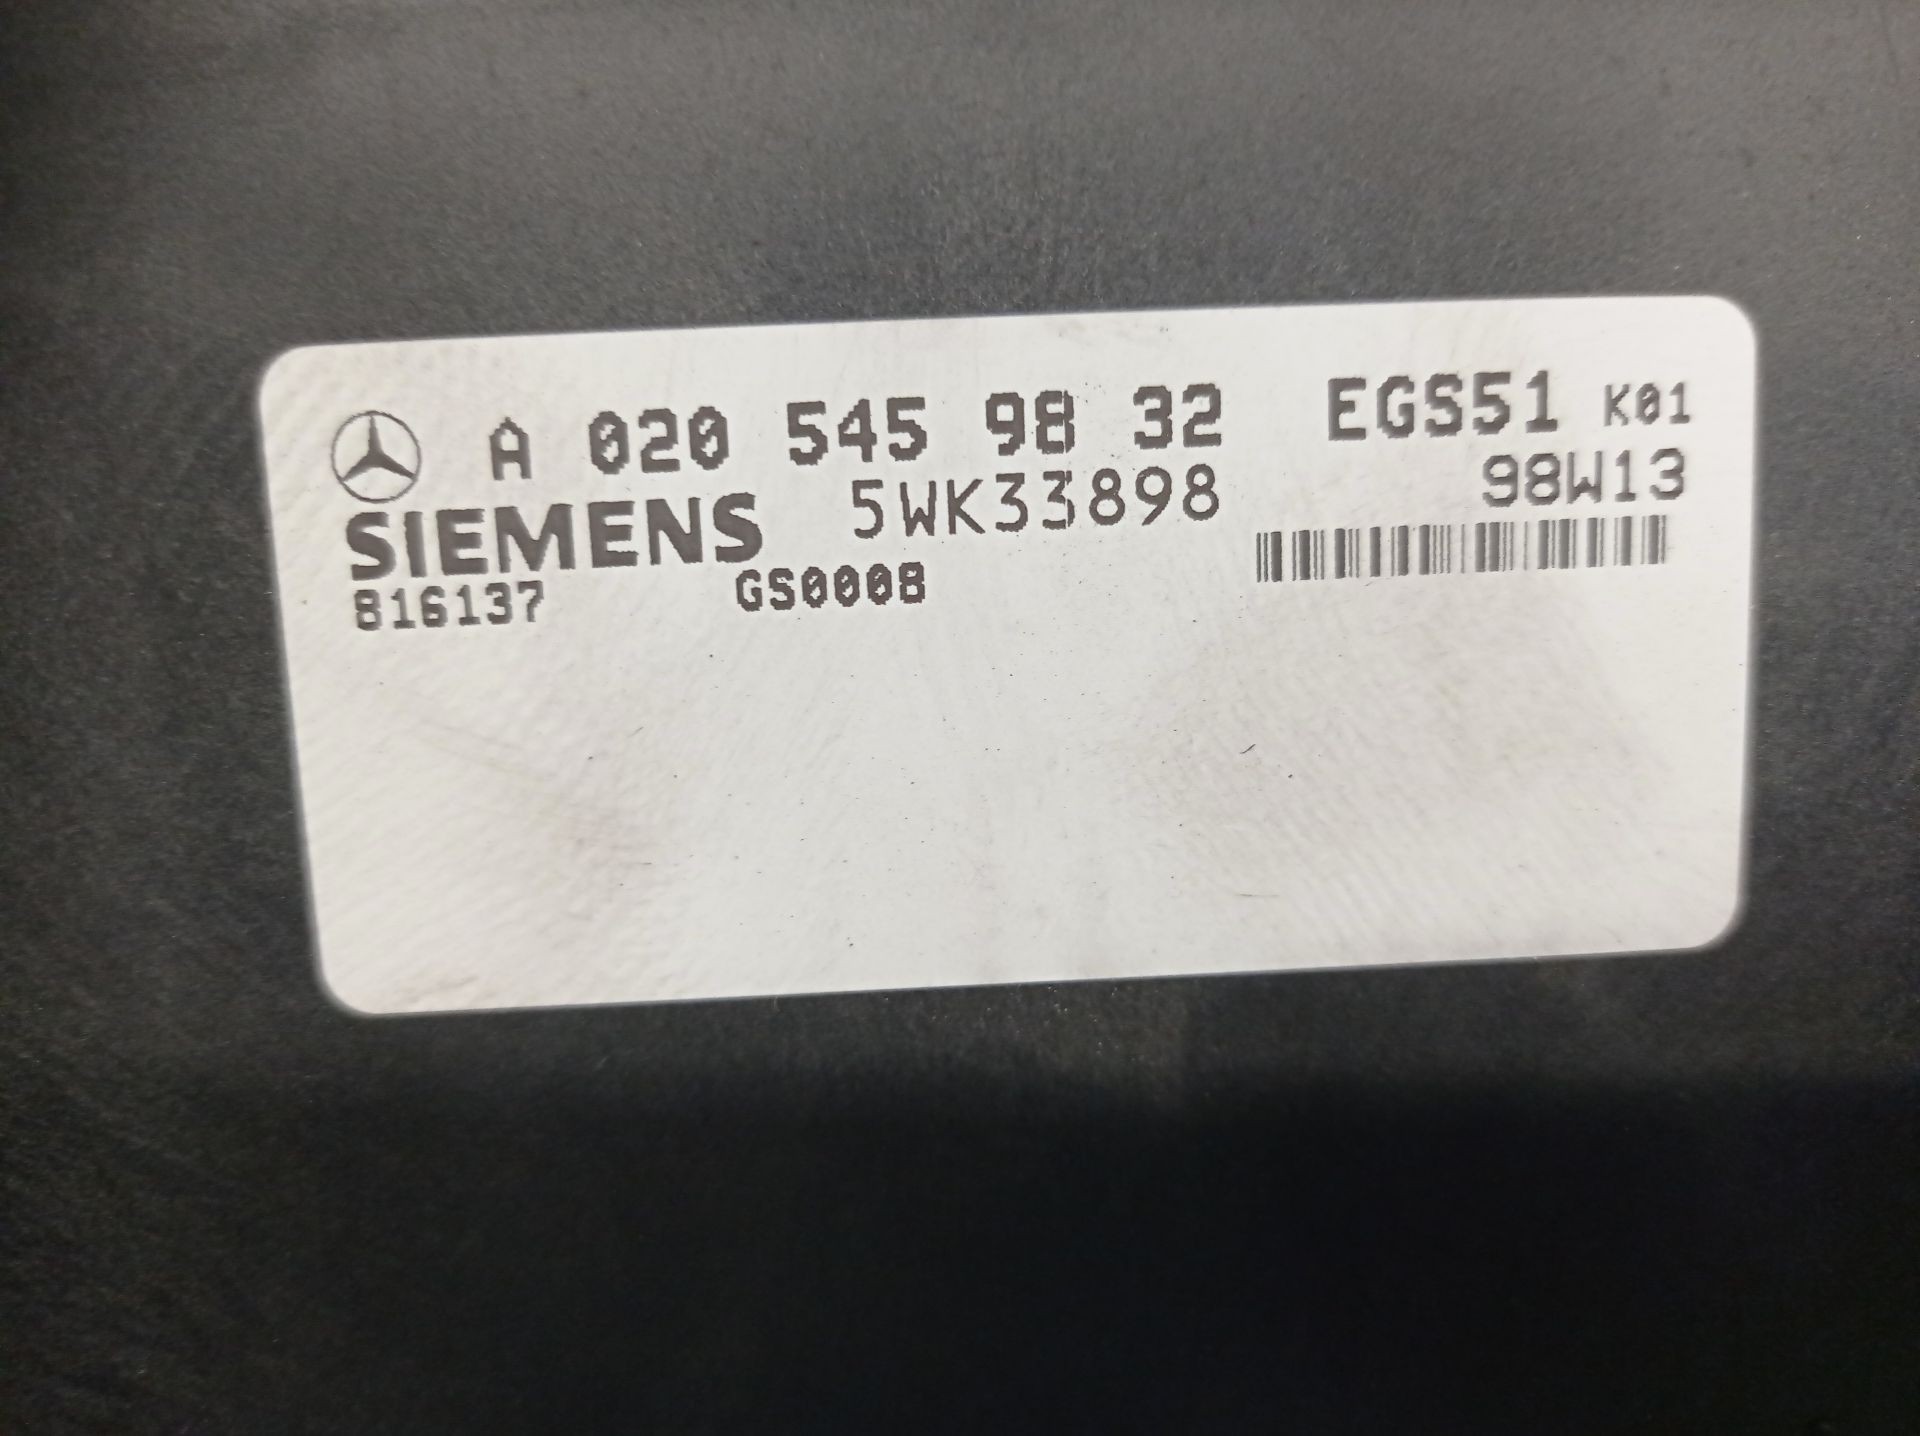 A 020 545 98 32 EGS51 K01
SIEMENS 5WK33898 98W13
816137 GS0008